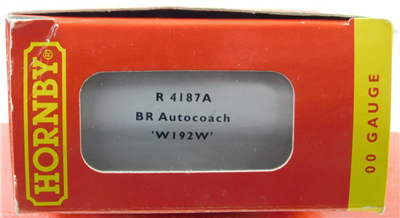 HORNBY®
R 4187A
BR Autocoach
'W192W'
00 GAUGE